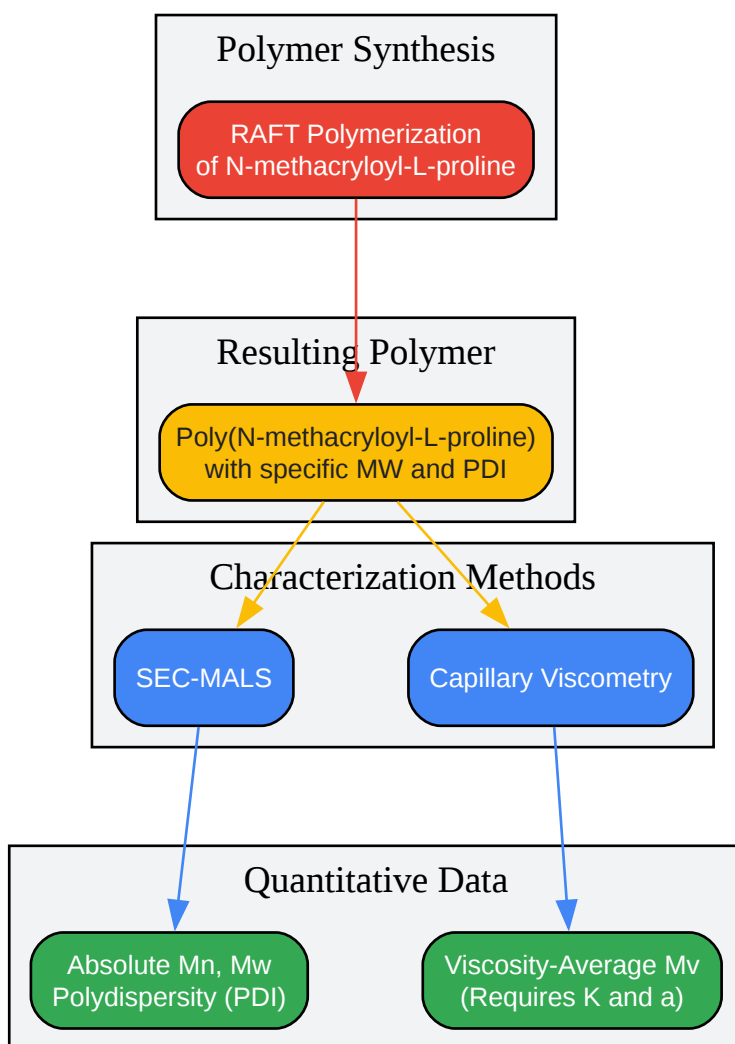 Polymer Synthesis
RAFT Polymerization
of N-methacryloyl-L-proline
Resulting Polymer
Poly(N-methacryloyl-L-proline)
with specific MW and PDI
Characterization Methods
SEC-MALS
Capillary Viscometry
Quantitative Data
Absolute Mn, Mw
Polydispersity (PDI)
Viscosity-Average Mv
(Requires K and a)